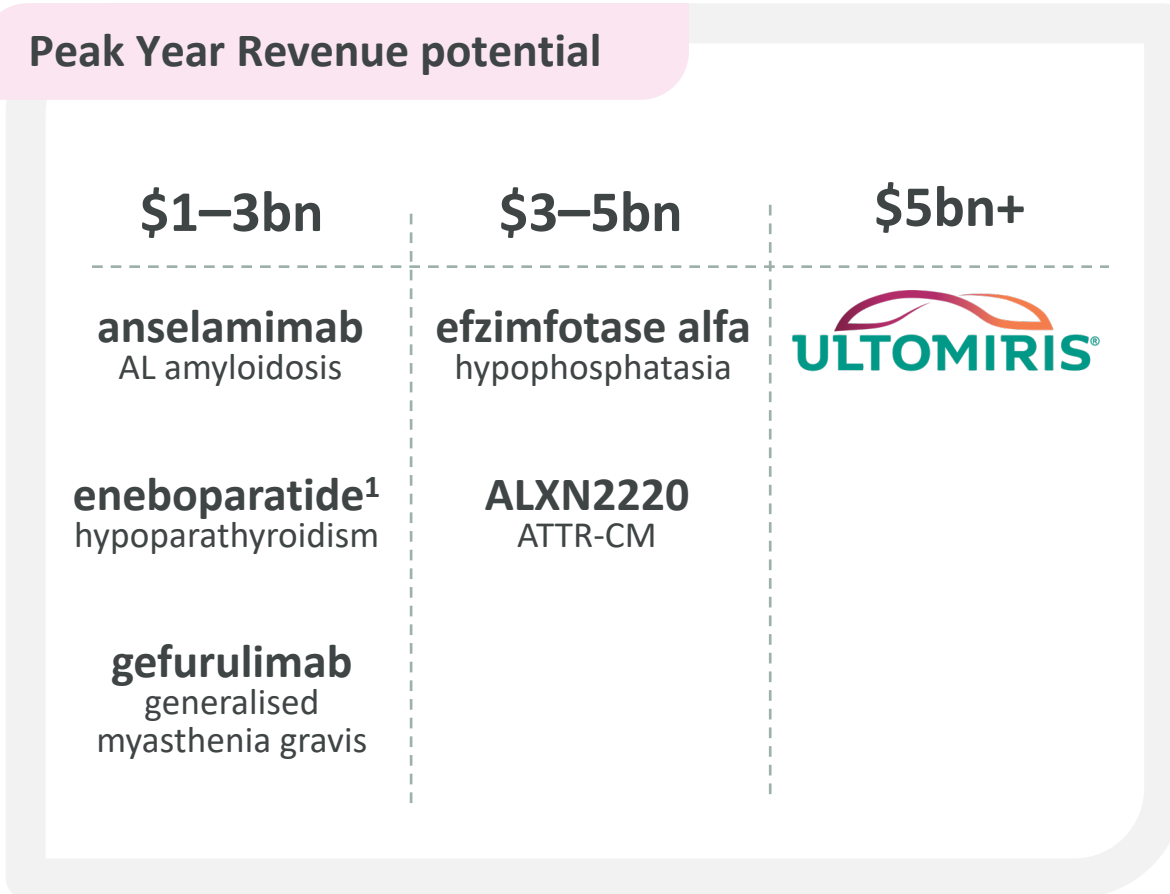 Peak Year Revenue potential
$1–3bn
$3–5bn
$5bn+
anselamimab
AL amyloidosis
efzimfotase alfa
hypophosphatasia
ULTOMIRIS®
eneboparatide¹
hypoparathyroidism
ALXN2220
ATTR-CM
gefurulimab
generalised
myasthenia gravis